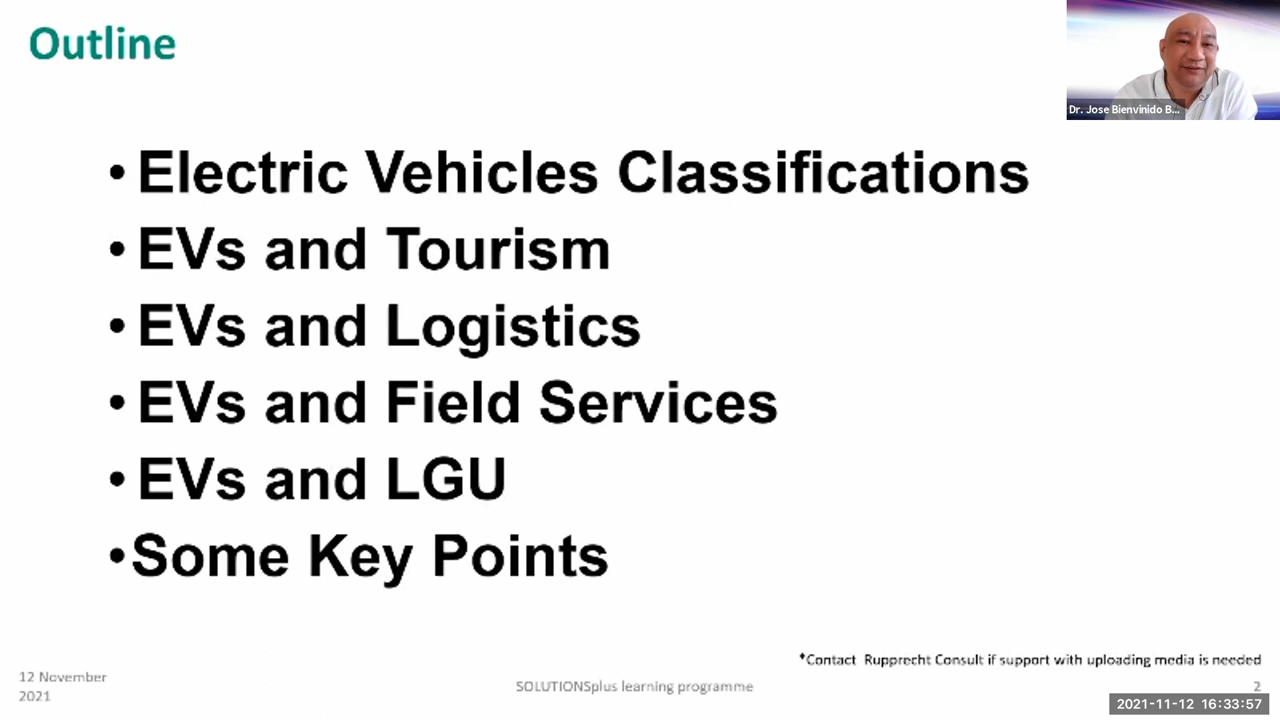 Outline
Dr. Jose Bienvinido B...
• Electric Vehicles Classifications
• EVs and Tourism
• EVs and Logistics
• EVs and Field Services
• EVs and LGU
• Some Key Points
*Contact Rupprecht Consult if support with uploading media is needed
12 November
2021
SOLUTIONSplus learning programme
2
2021-11-12 16:33:57